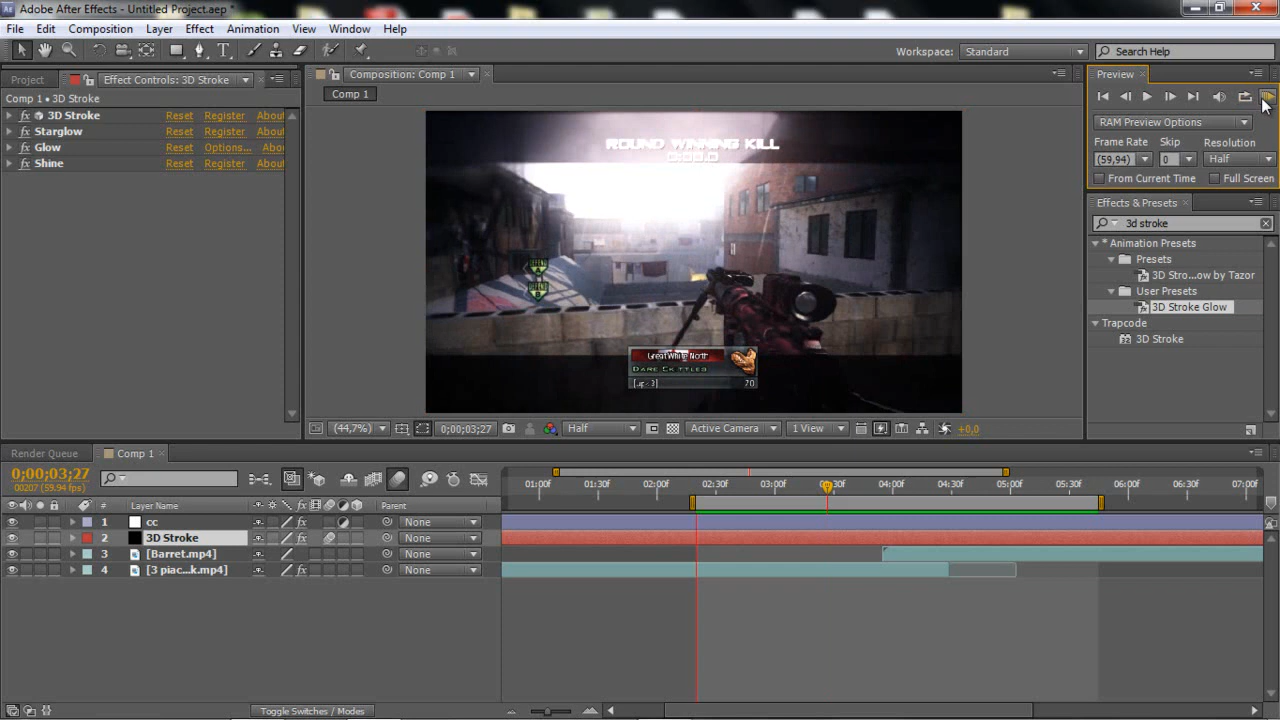 Adobe After Effects - Untitled Project.aep *
File Edit Composition Layer Effect Animation View Window Help
Workspace: Standard Search Help
Project Effect Controls: 3D Stroke
Comp 1 • 3D Stroke
fx 3D Stroke Reset Register About
fx Starglow Reset Register About
fx Glow Reset Options... Abou
fx Shine Reset Register About
Composition: Comp 1
Comp 1
ROUND WINNING KILL
0:00.0
Great White North
[up 3] 70
(44,7%) 0;00;03;27 Half Active Camera 1 View +0,0
Preview
RAM Preview Options
Frame Rate Skip Resolution
(59,94) 0 Half
From Current Time Full Screen
Effects & Presets
3d stroke
* Animation Presets
Presets
3D Stro...ow by Tazor
User Presets
3D Stroke Glow
Trapcode
3D Stroke
Render Queue Comp 1
0;00;03;27
00207 (59.94 fps)
01:00f 01:30f 02:00f 02:30f 03:00f 03:30f 04:00f 04:30f 05:00f 05:30f 06:00f 06:30f 07:00f
# Layer Name Parent
1 cc None
2 3D Stroke None
3 [Barret.mp4] None
4 [3 piac...k.mp4] None
Toggle Switches / Modes